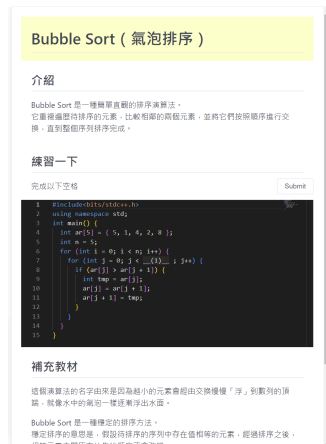 Bubble Sort ( 氣泡排序 )
介紹
Bubble Sort 是一種簡單直觀的排序演算法。
它重複遍歷待排序的元素，比較相鄰的兩個元素，並將它們按照順序進行交
換，直到整個序列排序完成。
練習一下
完成以下空格
Submit
1 #include<bits/stdc++.h>
2 using namespace std;
3 int main() {
4 int ar[5] = { 5, 1, 4, 2, 8 };
5 int n = 5;
6 for (int i = 0; i < n; i++) {
7 for (int j = 0; j < __(1)__ ; j++) {
8 if (ar[j] > ar[j + 1]) {
9 int tmp = ar[j];
10 ar[j] = ar[j + 1];
11 ar[j + 1] = tmp;
12 }
13 }
14 }
15 }
補充教材
這個演算法的名字由來是因為越小的元素會經由交換慢慢「浮」到數列的頂
端，就像水中的氣泡一樣逐漸浮出水面。
Bubble Sort 是一種穩定的排序方法。
穩定排序的意思是，假設待排序的序列中存在值相等的元素，經過排序之後，